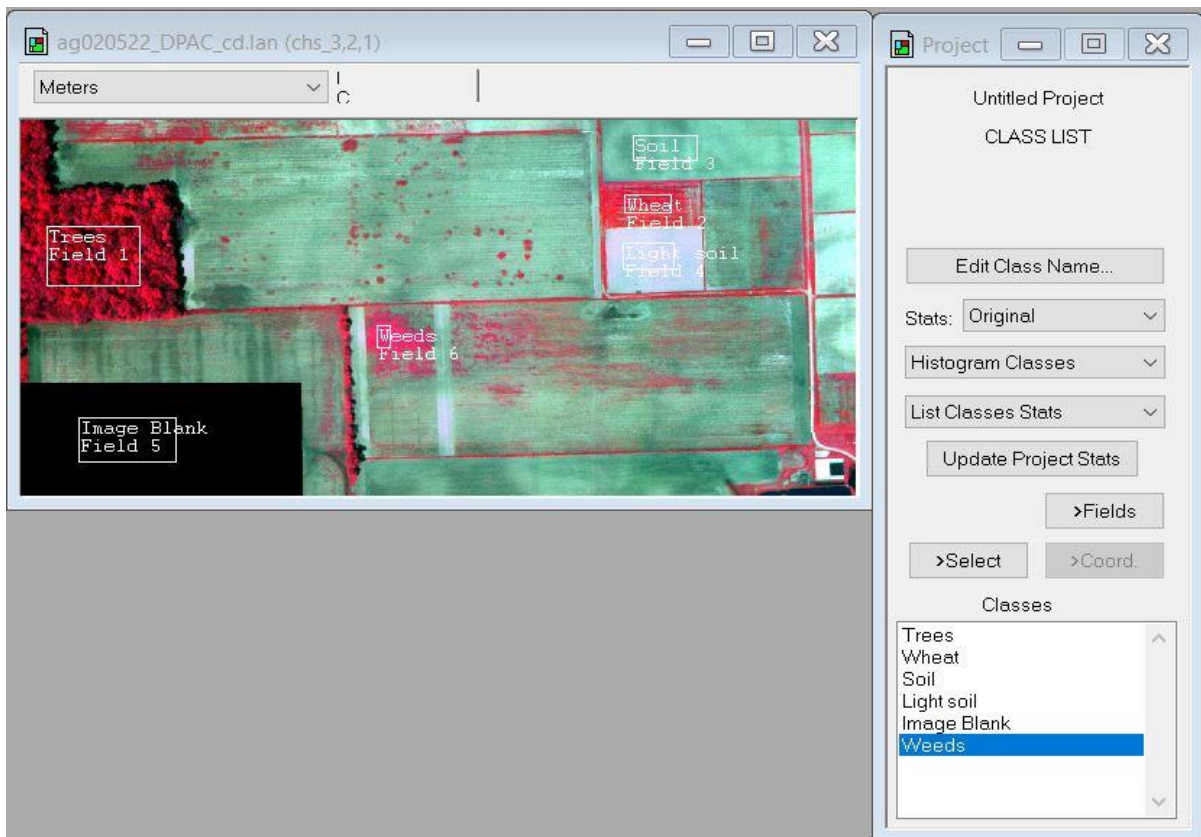 ag020522_DPAC_cd.lan (chs_3,2,1)
Meters
Soil
Field 3
Wheat
Field 2
Trees
Field 1
Light soil
Field 4
Weeds
Field 6
Image Blank
Field 5
Project
Untitled Project
CLASS LIST
Edit Class Name...
Stats: Original
Histogram Classes
List Classes Stats
Update Project Stats
>Fields
>Select >Coord.
Classes
Trees
Wheat
Soil
Light soil
Image Blank
Weeds